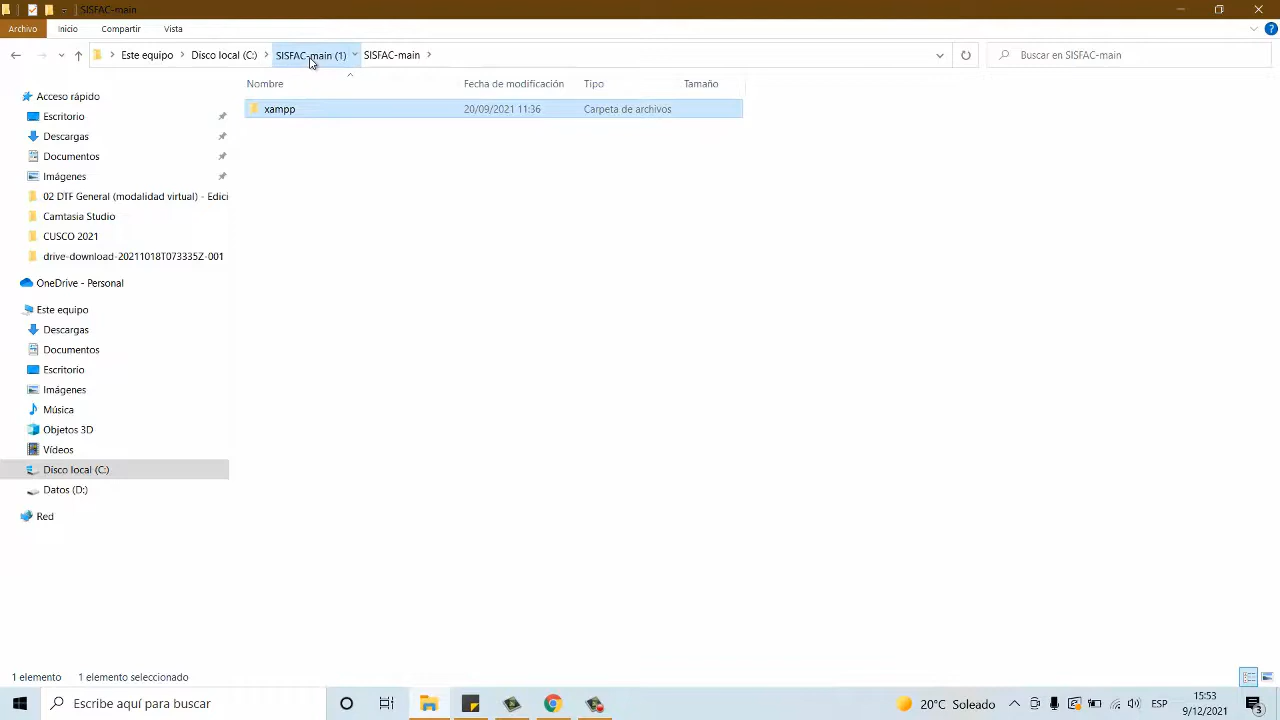 SISFAC-main
Archivo Inicio Compartir Vista
Este equipo Disco local (C:) SISFAC-main (1) SISFAC-main
Buscar en SISFAC-main
Nombre Fecha de modificación Tipo Tamaño
xampp 20/09/2021 11:36 Carpeta de archivos
Acceso rápido
Escritorio
Descargas
Documentos
Imágenes
02 DTF General (modalidad virtual) - Edici
Camtasia Studio
CUSCO 2021
drive-download-20211018T073335Z-001
OneDrive - Personal
Este equipo
Descargas
Documentos
Escritorio
Imágenes
Música
Objetos 3D
Vídeos
Disco local (C:)
Datos (D:)
Red
1 elemento 1 elemento seleccionado
Escribe aquí para buscar
20°C Soleado
ESP
15:53
9/12/2021
3